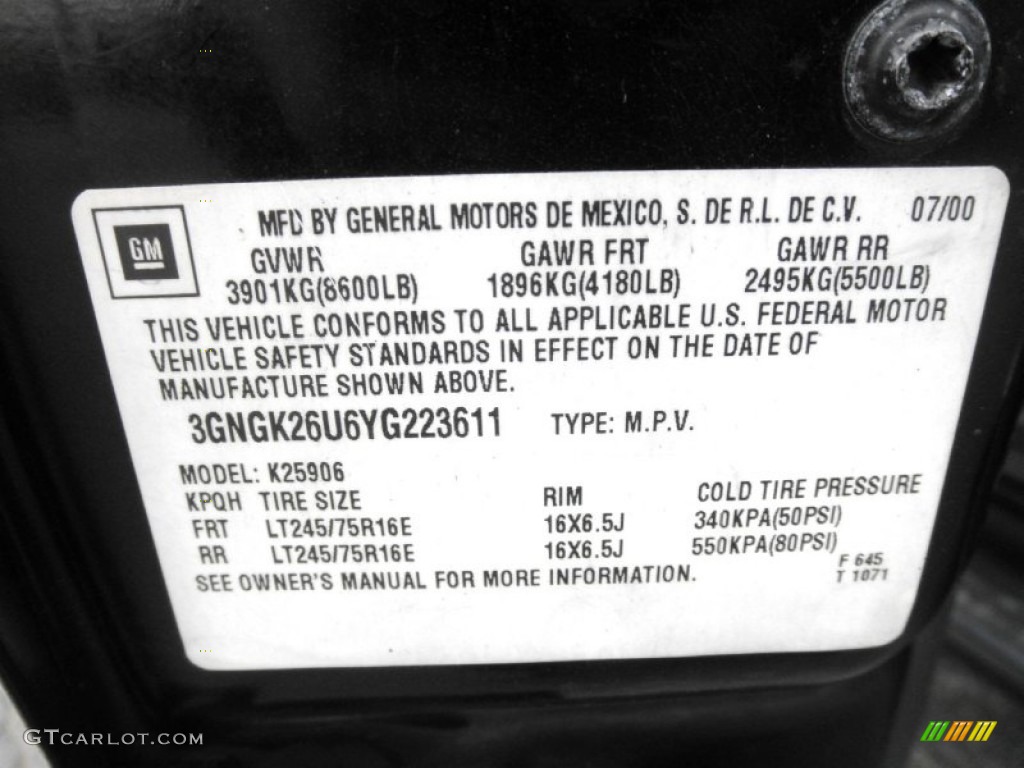 GM
MFD BY GENERAL MOTORS DE MEXICO, S. DE R.L. DE C.V. 07/00
GVWR GAWR FRT GAWR RR
3901KG(8600LB) 1896KG(4180LB) 2495KG(5500LB)
THIS VEHICLE CONFORMS TO ALL APPLICABLE U.S. FEDERAL MOTOR
VEHICLE SAFETY STANDARDS IN EFFECT ON THE DATE OF
MANUFACTURE SHOWN ABOVE.
3GNGK26U6YG223611 TYPE: M.P.V.
MODEL: K25906
KPQH TIRE SIZE RIM COLD TIRE PRESSURE
FRT LT245/75R16E 16X6.5J 340KPA(50PSI)
RR LT245/75R16E 16X6.5J 550KPA(80PSI)
SEE OWNER'S MANUAL FOR MORE INFORMATION. F 645
T 1071
GTCARLOT.COM